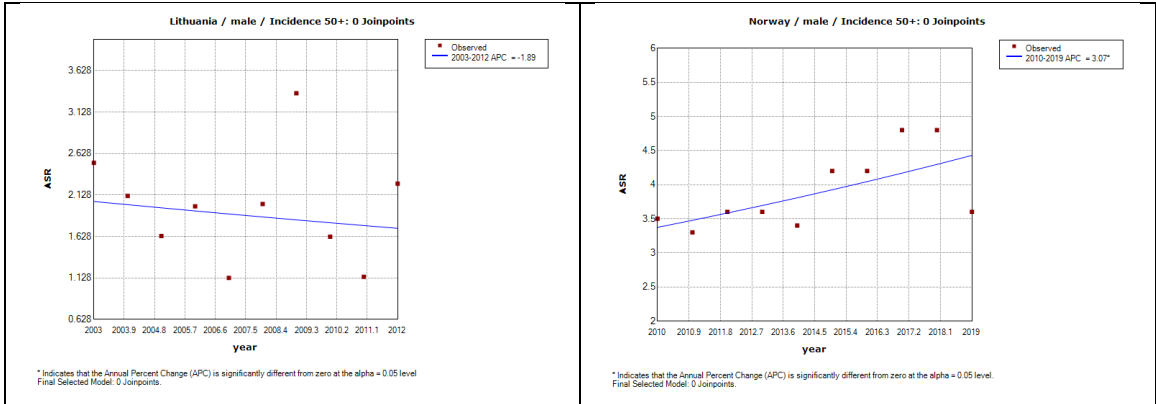 Lithuania / male / Incidence 50+: 0 Joinpoints
Observed
2003-2012 APC = -1.89
3.628
3.128
2.628
2.128
1.628
1.128
0.628
ASR
2003 2003.9 2004.8 2005.7 2006.6 2007.5 2008.4 2009.3 2010.2 2011.1 2012
year
* Indicates that the Annual Percent Change (APC) is significantly different from zero at the alpha = 0.05 level
Final Selected Model: 0 Joinpoints.
Norway / male / Incidence 50+: 0 Joinpoints
Observed
2010-2019 APC = 3.07*
6
5.5
5
4.5
4
3.5
3
2.5
2
ASR
2010 2010.9 2011.8 2012.7 2013.6 2014.5 2015.4 2016.3 2017.2 2018.1 2019
year
* Indicates that the Annual Percent Change (APC) is significantly different from zero at the alpha = 0.05 level.
Final Selected Model: 0 Joinpoints.